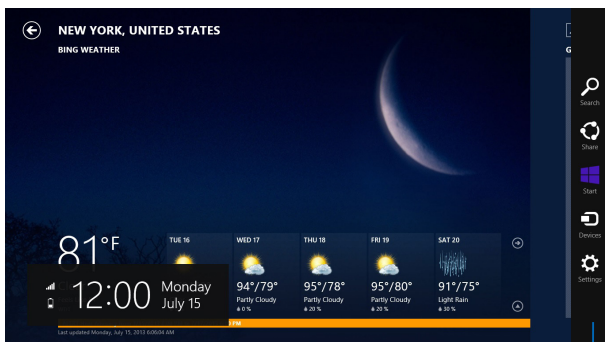 NEW YORK, UNITED STATES
BING WEATHER
G
81°F
TUE 16
WED 17
94°/79°
Partly Cloudy
0 %
THU 18
95°/78°
Partly Cloudy
20 %
FRI 19
95°/80°
Partly Cloudy
20 %
SAT 20
91°/75°
Light Rain
30 %
12:00
Monday
July 15
PM
Last updated Monday, July 15, 2013 6:06:04 AM
Search
Share
Start
Devices
Settings